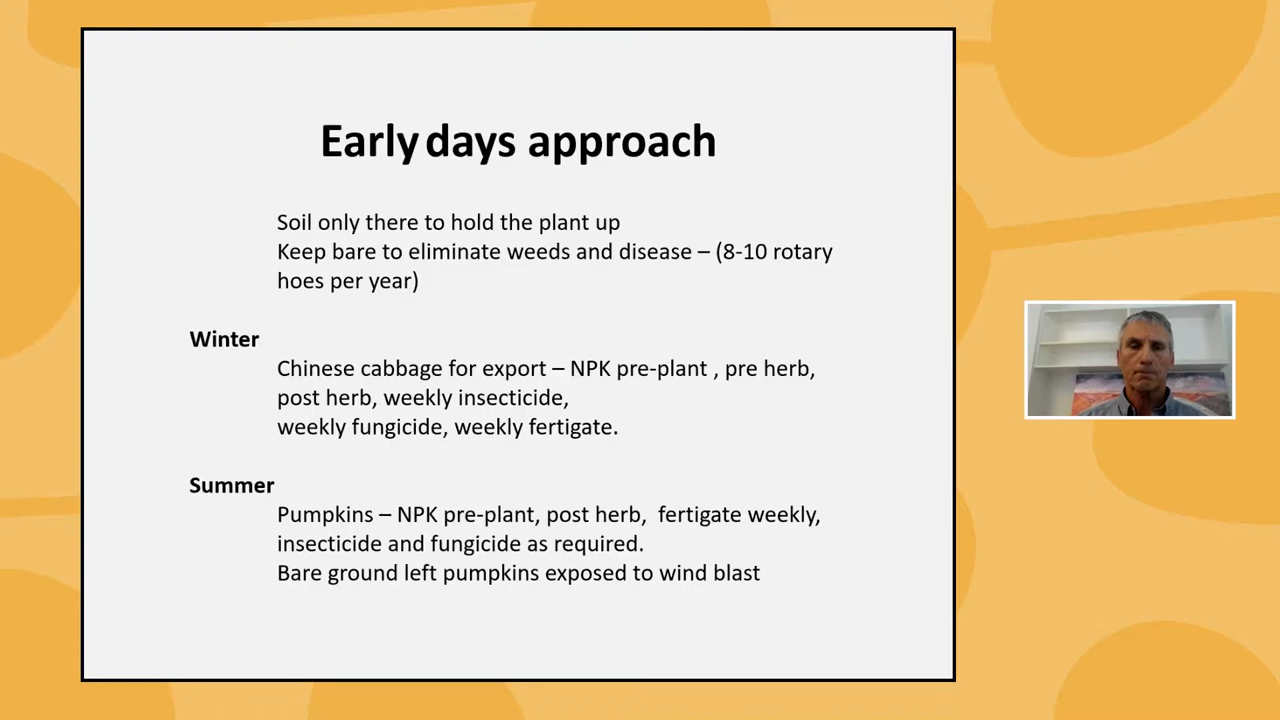 Early days approach
Soil only there to hold the plant up
Keep bare to eliminate weeds and disease – (8-10 rotary
hoes per year)
Winter
Chinese cabbage for export – NPK pre-plant , pre herb,
post herb, weekly insecticide,
weekly fungicide, weekly fertigate.
Summer
Pumpkins – NPK pre-plant, post herb,  fertigate weekly,
insecticide and fungicide as required.
Bare ground left pumpkins exposed to wind blast